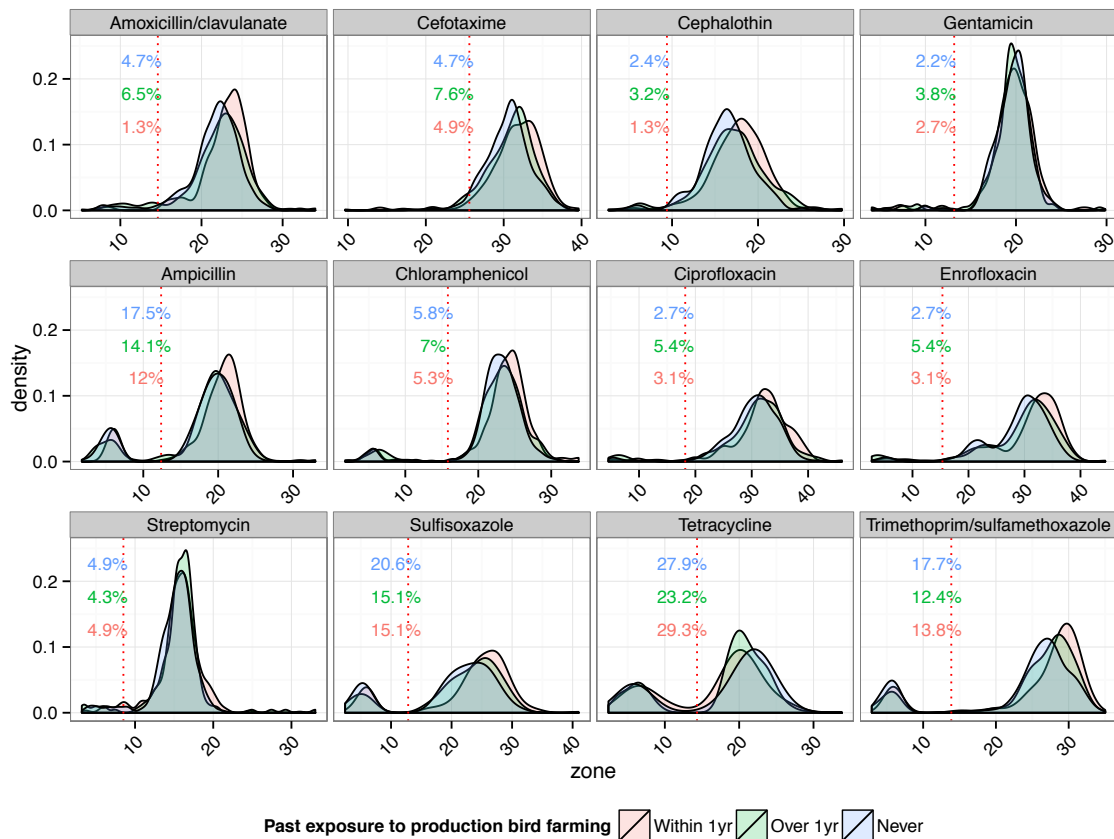 Amoxicillin/clavulanate Cefotaxime Cephalothin Gentamicin
4.7% 4.7% 2.4% 2.2%
0.2
6.5% 7.6% 3.2% 3.8%
1.3% 4.9% 1.3% 2.7%
0.1
0.0
10 20 30 10 20 30 40 10 20 30 10 20 30
Ampicillin Chloramphenicol Ciprofloxacin Enrofloxacin
17.5% 5.8% 2.7% 2.7%
0.2
14.1% 7% 5.4% 5.4%
12% 5.3% 3.1% 3.1%
density
0.1
0.0
10 20 30 10 20 30 10 20 30 40 10 20 30 40
Streptomycin Sulfisoxazole Tetracycline Trimethoprim/sulfamethoxazole
4.9% 20.6% 27.9% 17.7%
0.2
4.3% 15.1% 23.2% 12.4%
4.9% 15.1% 29.3% 13.8%
0.1
0.0
10 20 30 10 20 30 40 10 20 30 10 20 30
zone
Past exposure to production bird farming Within 1yr Over 1yr Never